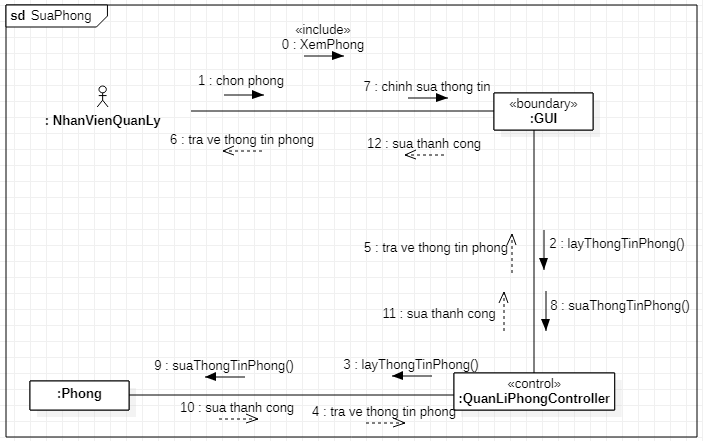 sd SuaPhong
«include»
0 : XemPhong
1 : chon phong
7 : chinh sua thong tin
: NhanVienQuanLy
«boundary»
:GUI
6 : tra ve thong tin phong
12 : sua thanh cong
5 : tra ve thong tin phong
2 : layThongTinPhong()
11 : sua thanh cong
8 : suaThongTinPhong()
9 : suaThongTinPhong()
3 : layThongTinPhong()
:Phong
«control»
:QuanLiPhongController
10 : sua thanh cong
4 : tra ve thong tin phong